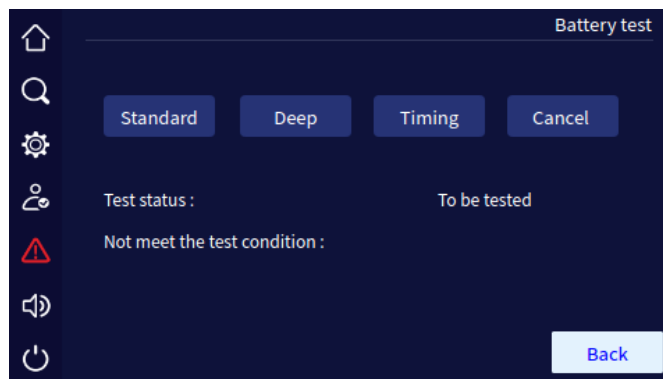 Battery test
Standard Deep Timing Cancel
Test status : To be tested
Not meet the test condition :
Back